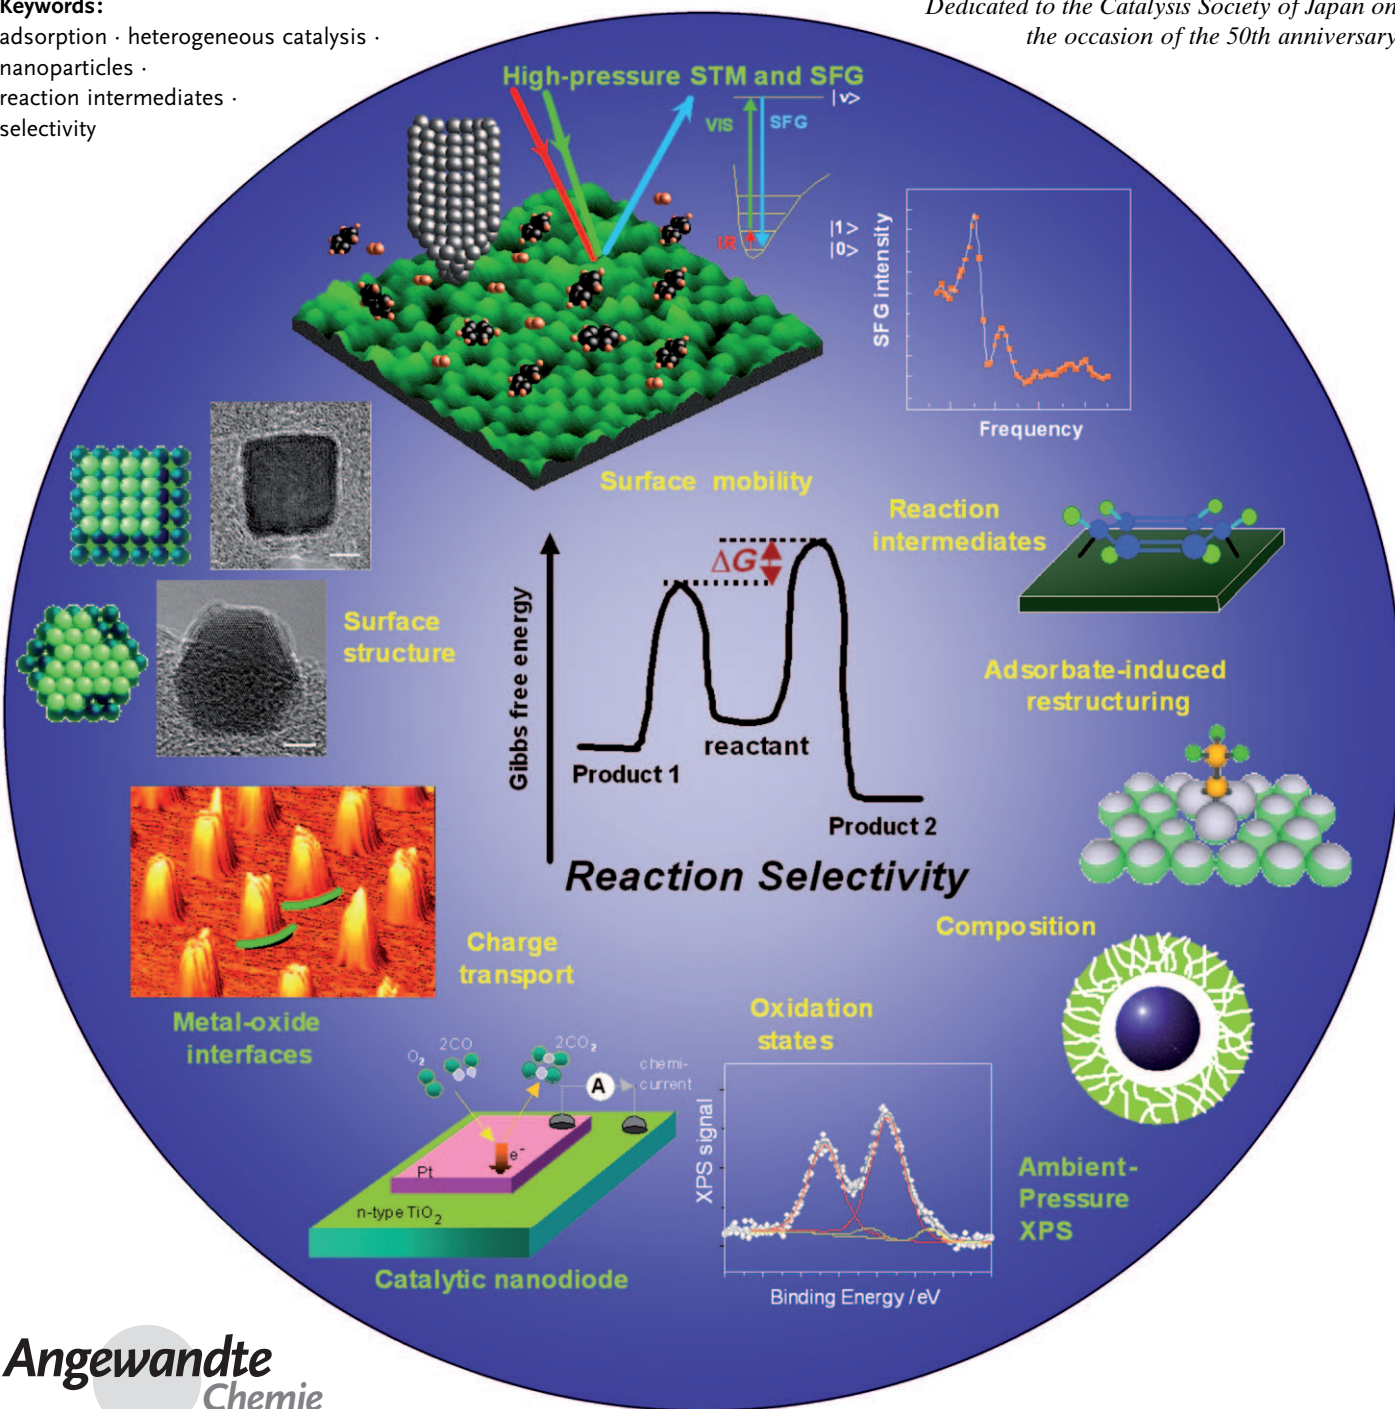 Keywords:
adsorption · heterogeneous catalysis ·
nanoparticles ·
reaction intermediates ·
selectivity
Dedicated to the Catalysis Society of Japan on
the occasion of the 50th anniversary
High-pressure STM and SFG
|v>
VIS
SFG
|1>
|0>
IR
SFG intensity
Frequency
Surface mobility
Reaction
intermediates
Surface
structure
ΔG
Gibbs free energy
reactant
Product 1
Product 2
Reaction Selectivity
Adsorbate-induced
restructuring
Composition
Charge
transport
Metal-oxide
interfaces
Oxidation
states
O2
2CO
2CO2
chemi-
current
A
e−
Pt
n-type TiO2
Catalytic nanodiode
XPS signal
Binding Energy / eV
Ambient-
Pressure
XPS
Angewandte
Chemie